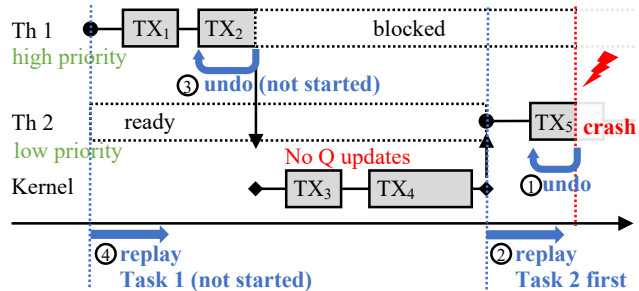 Th 1
TX1
TX2
blocked
high priority
③ undo (not started)
Th 2
ready
TX5
crash
low priority
No Q updates
① undo
Kernel
TX3
TX4
④ replay
Task 1 (not started)
② replay
Task 2 first